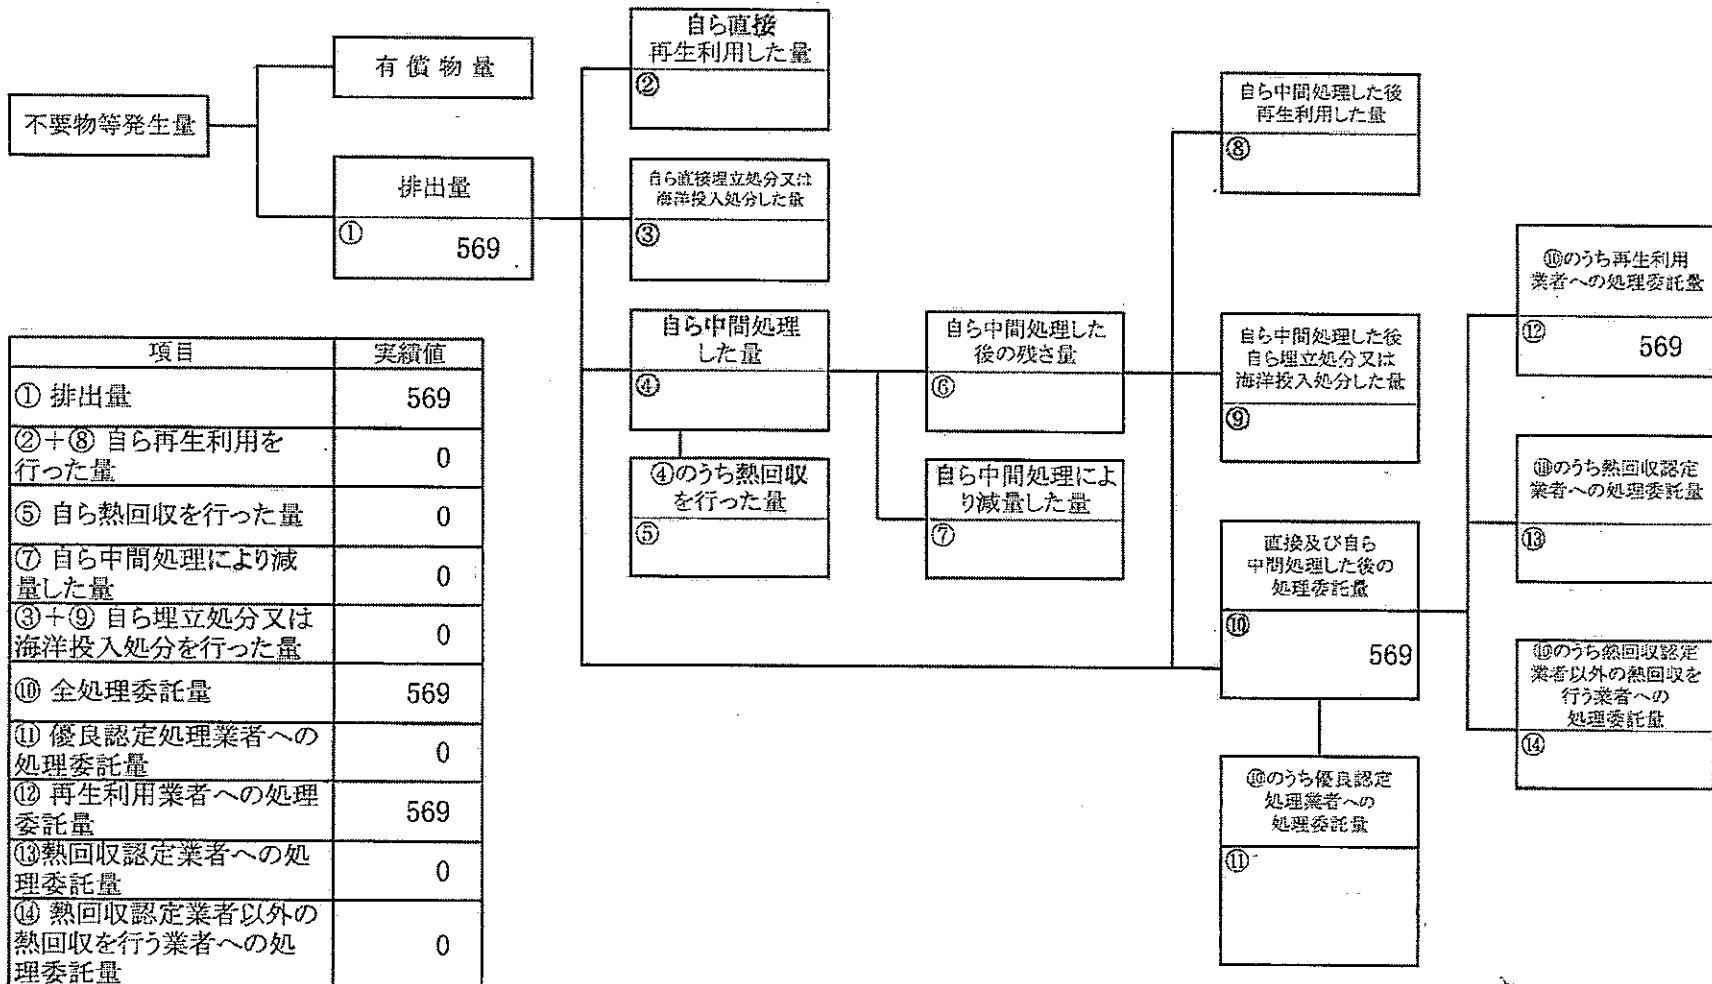 不要物等発生量
有償物量
排出量
①
569
自ら直接
再生利用した量
②
自ら直接埋立処分又は
海洋投入処分した量
③
自ら中間処理
した量
④
④のうち熱回収
を行った量
⑤
自ら中間処理した
後の残さ量
⑥
自ら中間処理によ
り減量した量
⑦
自ら中間処理した後
再生利用した量
⑧
自ら中間処理した後
自ら埋立処分又は
海洋投入処分した量
⑨
直接及び自ら
中間処理した後の
処理委託量
⑩
569
⑩のうち優良認定
処理業者への
処理委託量
⑪
⑩のうち再生利用
業者への処理委託量
⑫
569
⑩のうち熱回収認定
業者への処理委託量
⑬
⑩のうち熱回収認定
業者以外の熱回収を
行う業者への
処理委託量
⑭
項目 実績値
① 排出量 569
②+⑧ 自ら再生利用を
行った量 0
⑤ 自ら熱回収を行った量 0
⑦ 自ら中間処理により減
量した量 0
③+⑨ 自ら埋立処分又は
海洋投入処分を行った量 0
⑩ 全処理委託量 569
⑪ 優良認定処理業者への
処理委託量 0
⑫ 再生利用業者への処理
委託量 569
⑬熱回収認定業者への処
理委託量 0
⑭ 熱回収認定業者以外の
熱回収を行う業者への処
理委託量 0